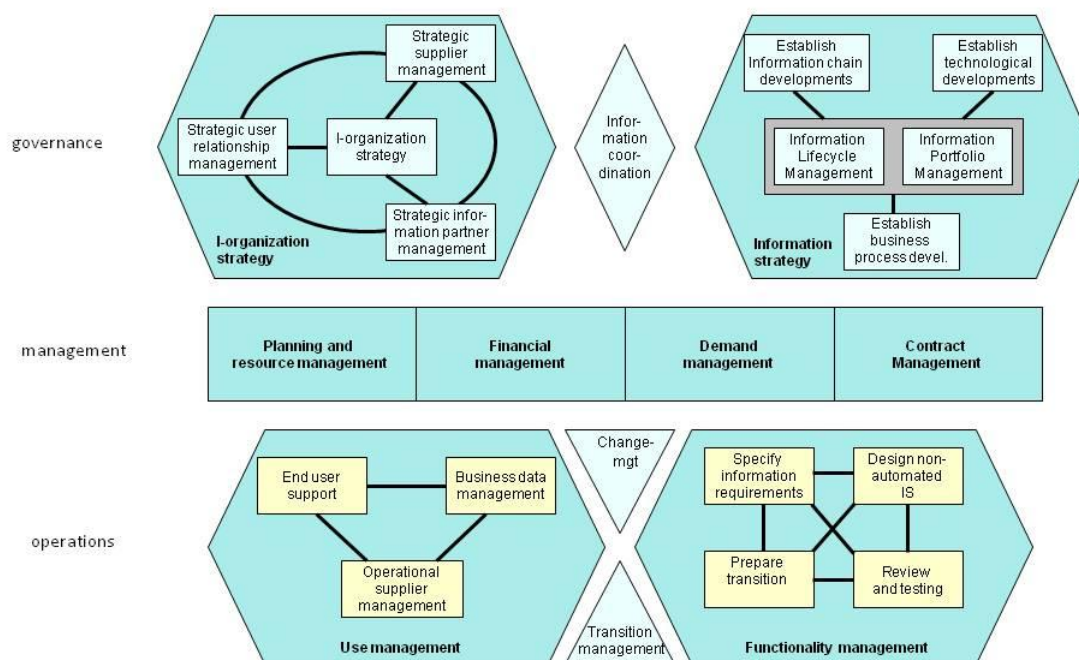 governance
Strategic
supplier
management
Strategic user
relationship
management
I-organization
strategy
Strategic infor-
mation partner
management
I-organization
strategy
Infor-
mation
coor-
dination
Establish
Information chain
developments
Establish
technological
developments
Information
Lifecycle
Management
Information
Portfolio
Management
Establish
business
process devel.
Information
strategy
management
Planning and
resource management
Financial
management
Demand
management
Contract
Management
operations
End user
support
Business data
management
Operational
supplier
management
Use management
Change-
mgt
Transition
management
Specify
information
requirements
Design non-
automated
IS
Prepare
transition
Review
and testing
Functionality management